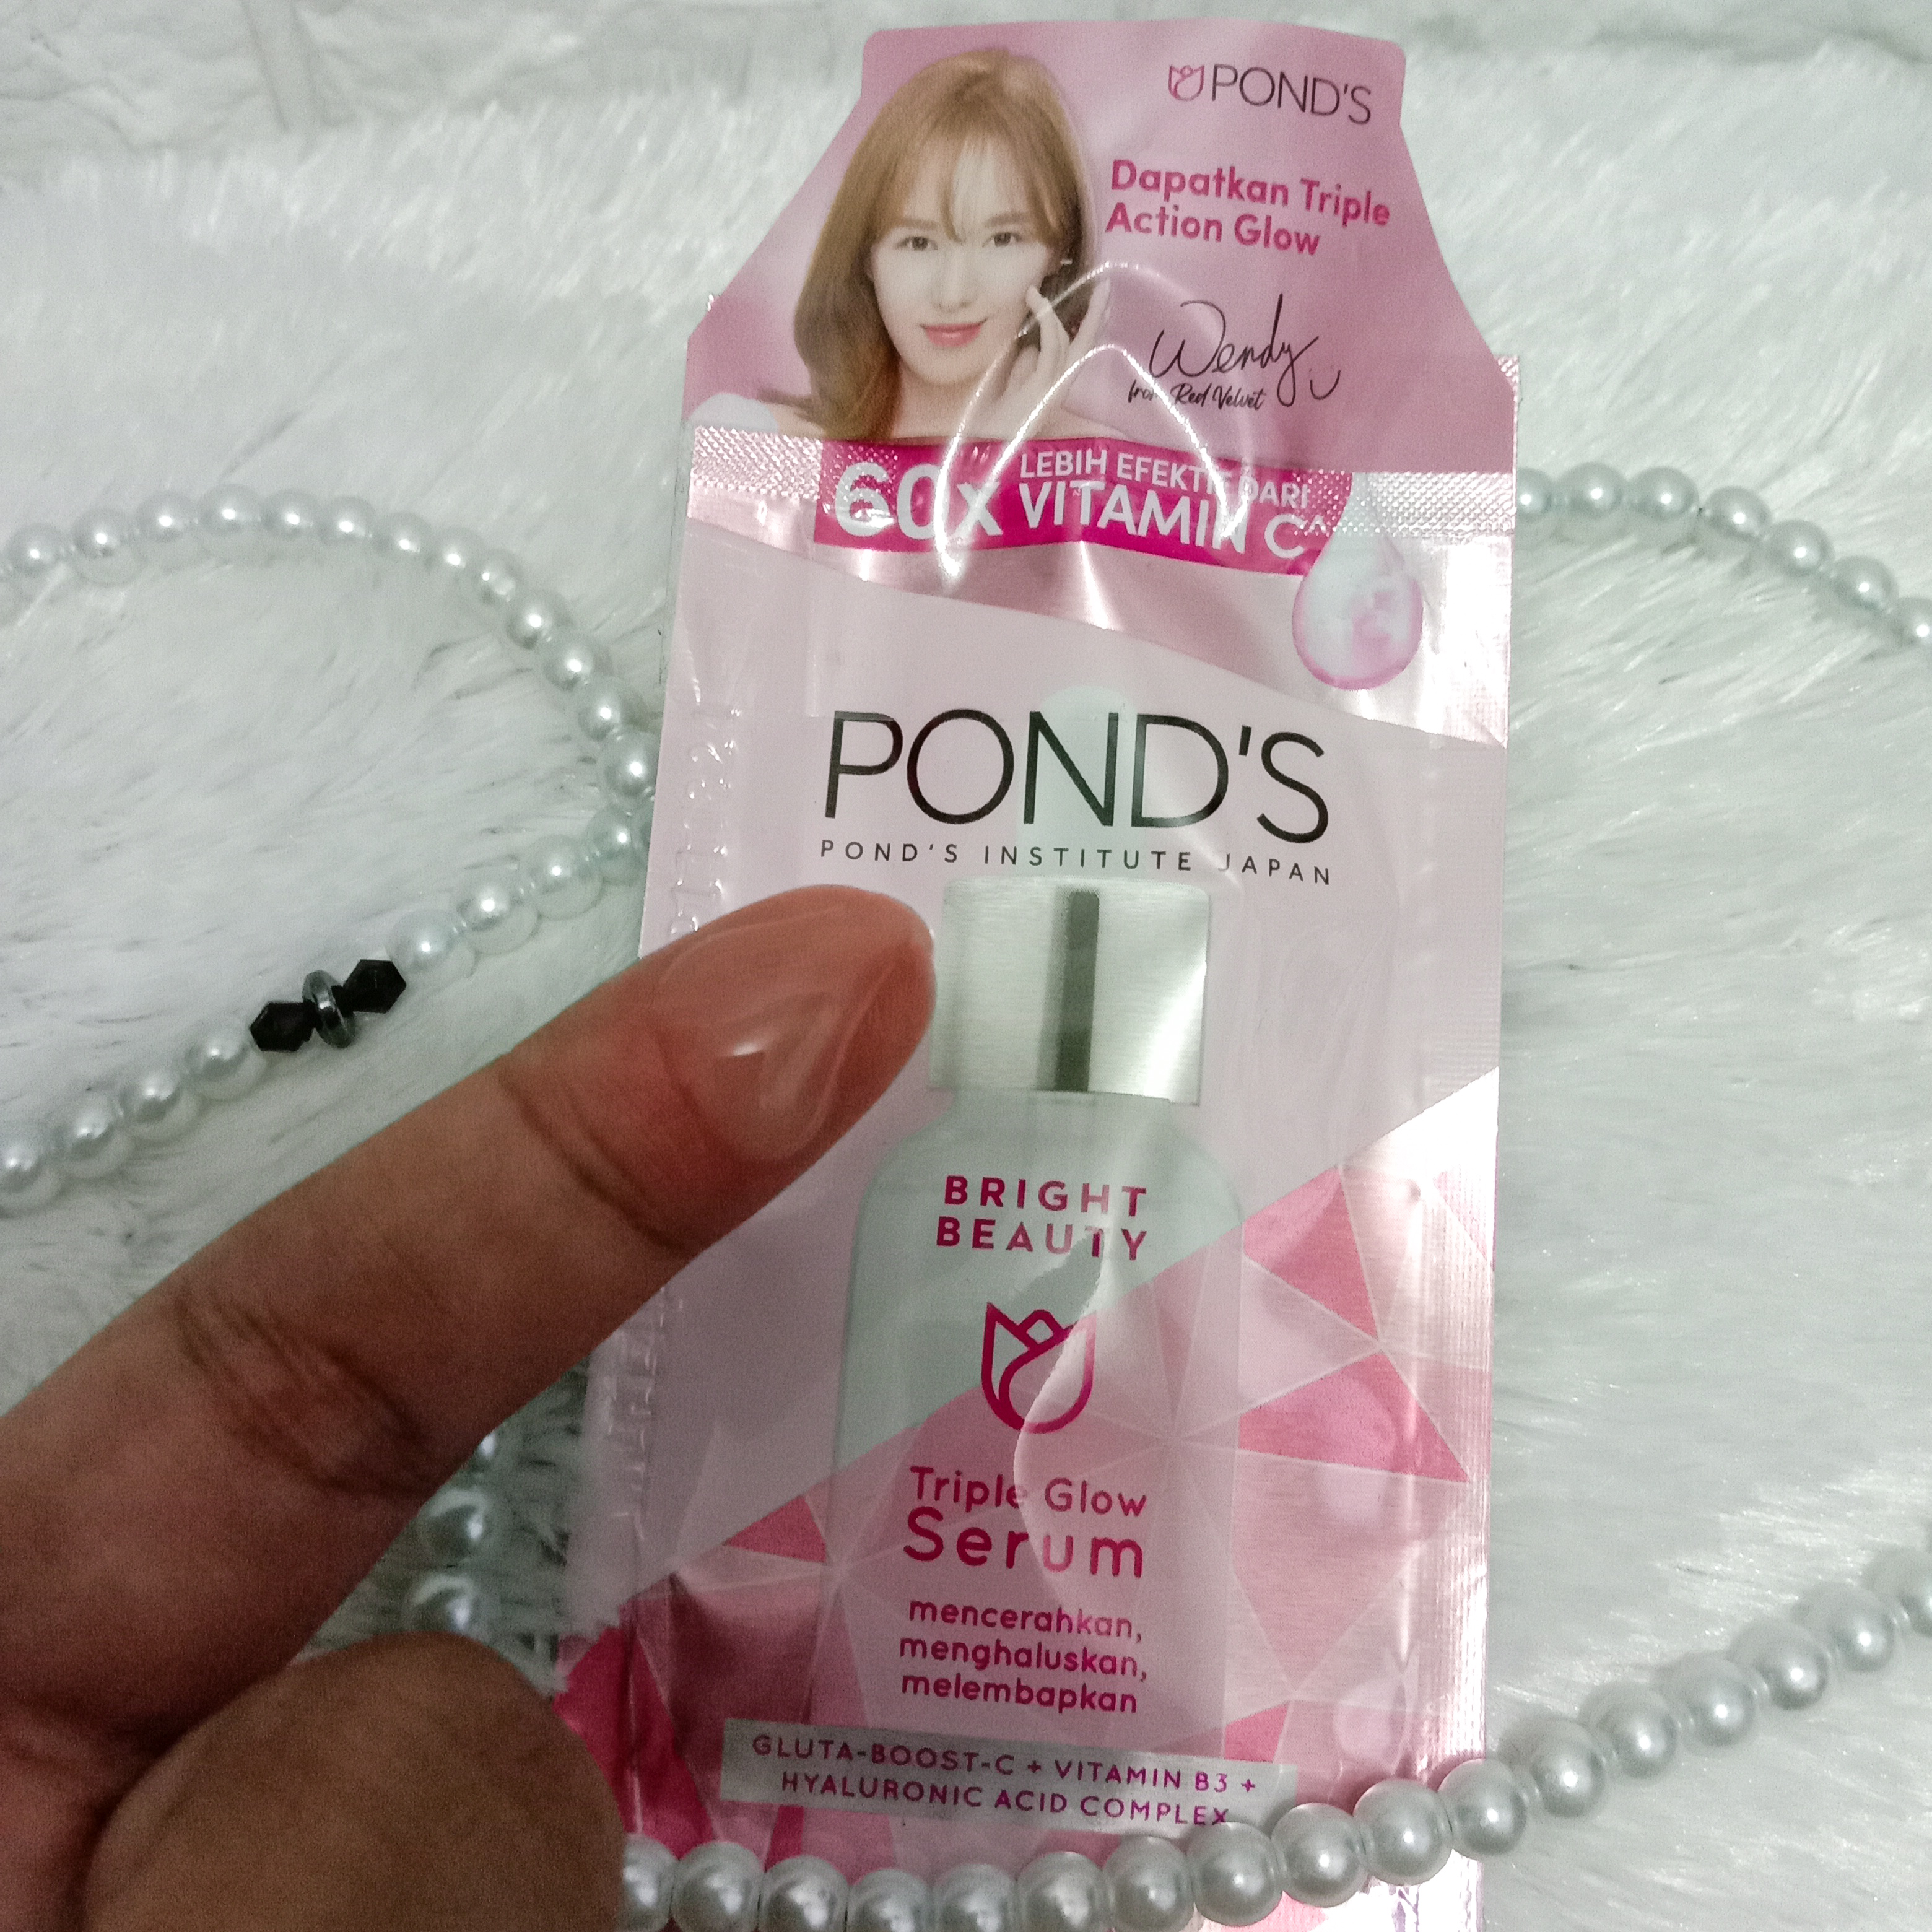 POND'S
Dapatkan Triple
Action Glow
Wendy
from Red Velvet
60x LEBIH EFEKTIF DARI
VITAMIN C^
POND'S
POND'S INSTITUTE JAPAN
BRIGHT
BEAUTY
Triple Glow
Serum
mencerahkan,
menghaluskan,
melembapkan
GLUTA-BOOST-C + VITAMIN B3 +
HYALURONIC ACID COMPLEX